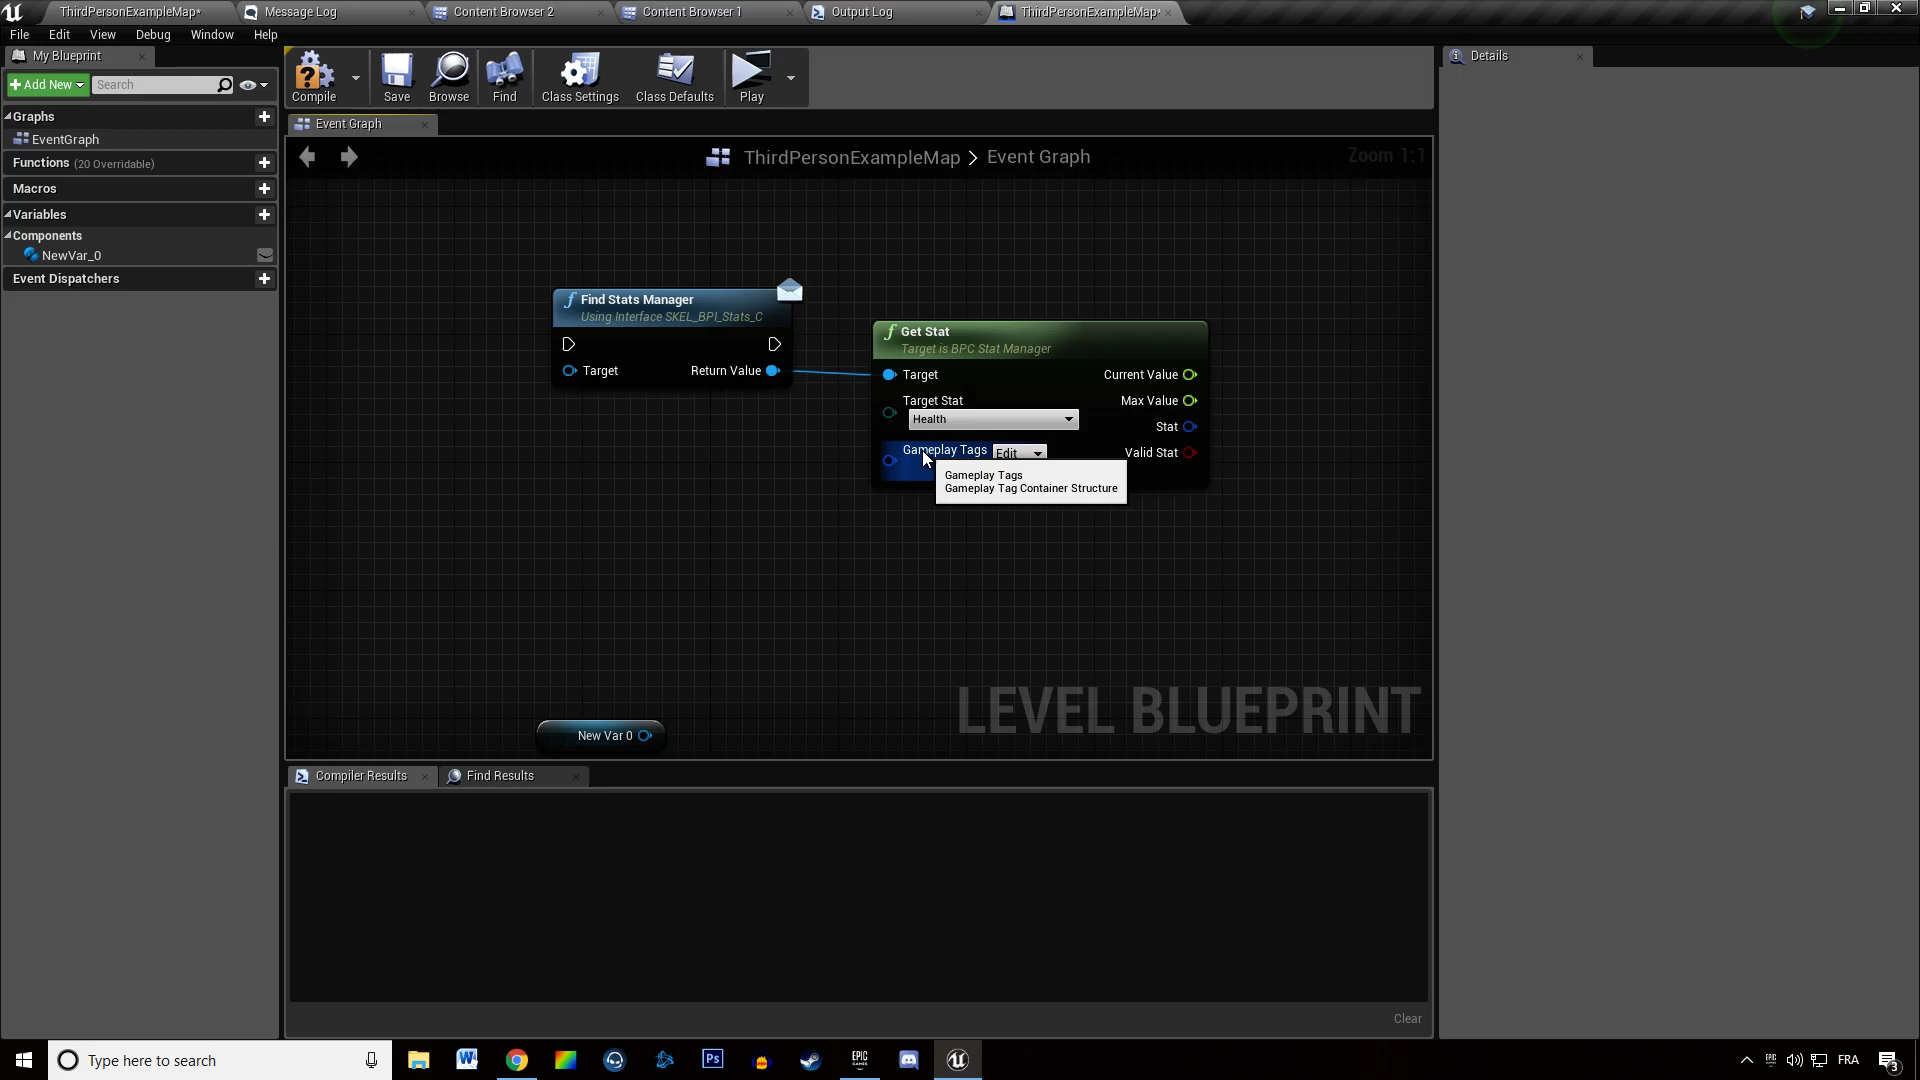 ThirdPersonExampleMap*
Message Log
Content Browser 2
Content Browser 1
Output Log
ThirdPersonExampleMap*
File Edit View Debug Window Help
My Blueprint
Details
Add New
Search
Compile
Save
Browse
Find
Class Settings
Class Defaults
Play
Graphs
EventGraph
Functions (20 Overridable)
Macros
Variables
Components
NewVar_0
Event Dispatchers
Event Graph
ThirdPersonExampleMap > Event Graph
Zoom 1:1
f Find Stats Manager
Using Interface SKEL_BPI_Stats_C
Target
Return Value
f Get Stat
Target is BPC Stat Manager
Target
Current Value
Target Stat
Max Value
Health
Stat
Gameplay Tags
Edit
Valid Stat
Gameplay Tags
Gameplay Tag Container Structure
New Var 0
LEVEL BLUEPRINT
Compiler Results
Find Results
Clear
Type here to search
W
Ps
EPIC
GAMES
FRA
3